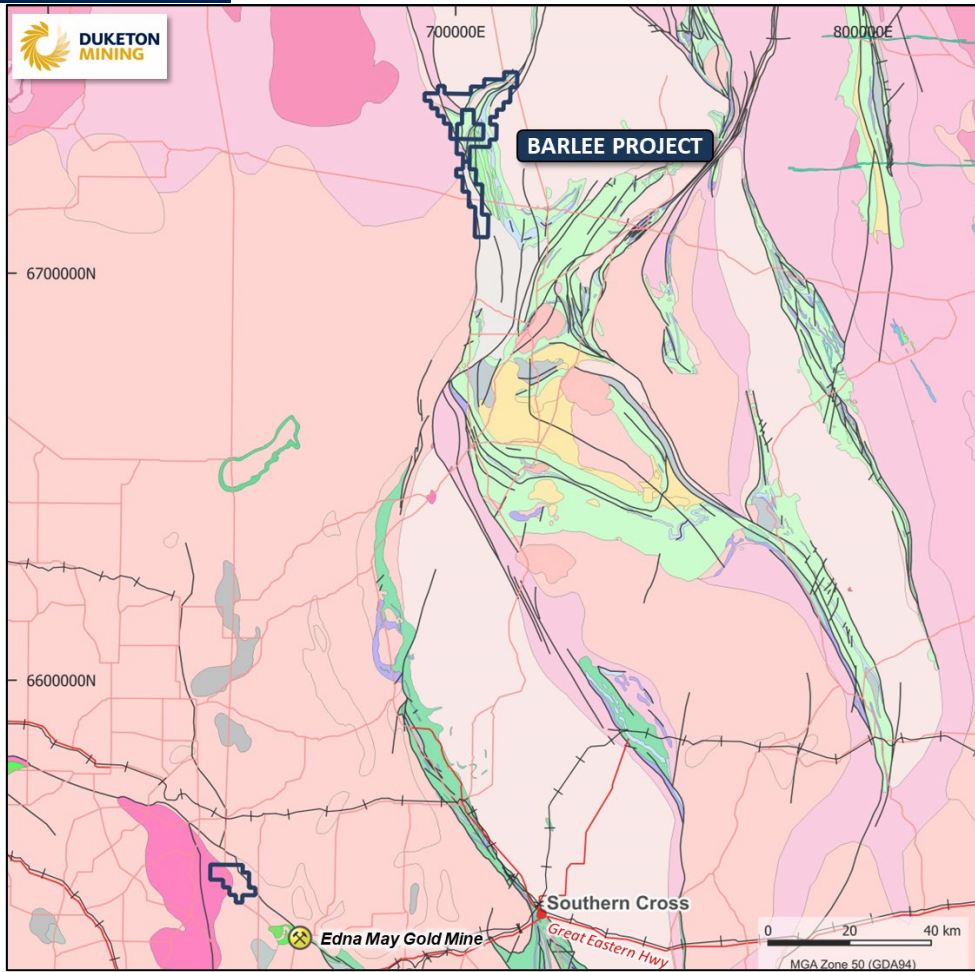 DUKETON
MINING
700000E
800000E
BARLEE PROJECT
6700000N
6600000N
Southern Cross
Great Eastern Hwy
Edna May Gold Mine
0 20 40 km
MGA Zone 50 (GDA94)